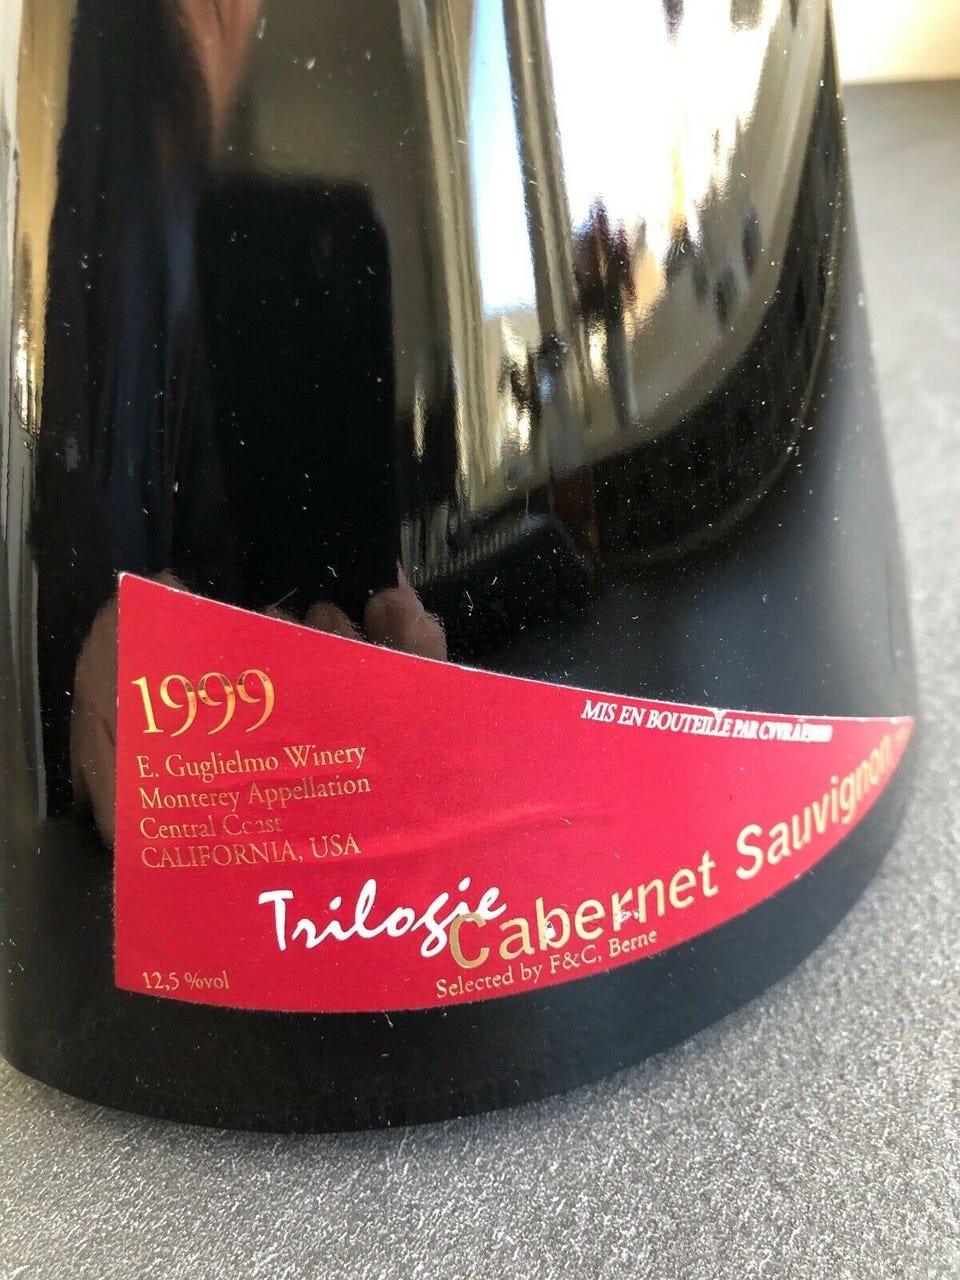 1999
E. Guglielmo Winery
Monterey Appellation
Central Coast
CALIFORNIA, USA
MIS EN BOUTEILLE PAR
Trilogie
Cabernet Sauvignon
Selected by F&C, Berne
12,5 %vol